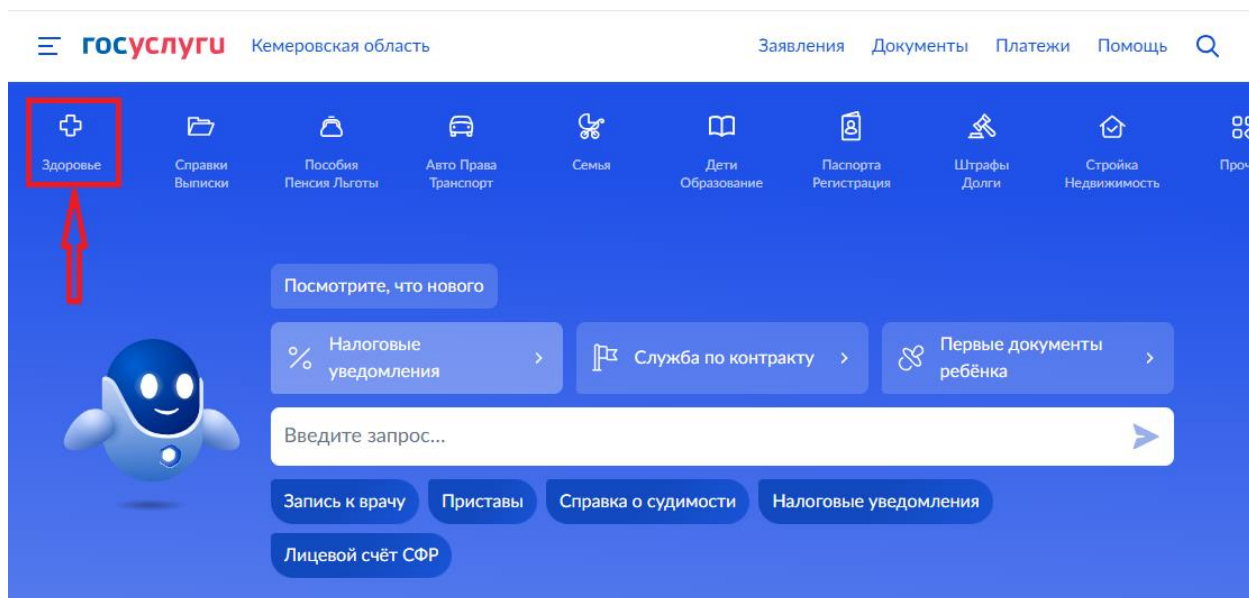 госуслуги Кемеровская область Заявления Документы Платежи Помощь
Здоровье Справки Пособия Авто Права Семья Дети Паспорта Штрафы Стройка
Выписки Пенсия Льготы Транспорт Образование Регистрация Долги Недвижимость
Посмотрите, что нового
Налоговые Служба по контракту Первые документы
уведомления ребёнка
Введите запрос...
Запись к врачу Приставы Справка о судимости Налоговые уведомления
Лицевой счёт СФР